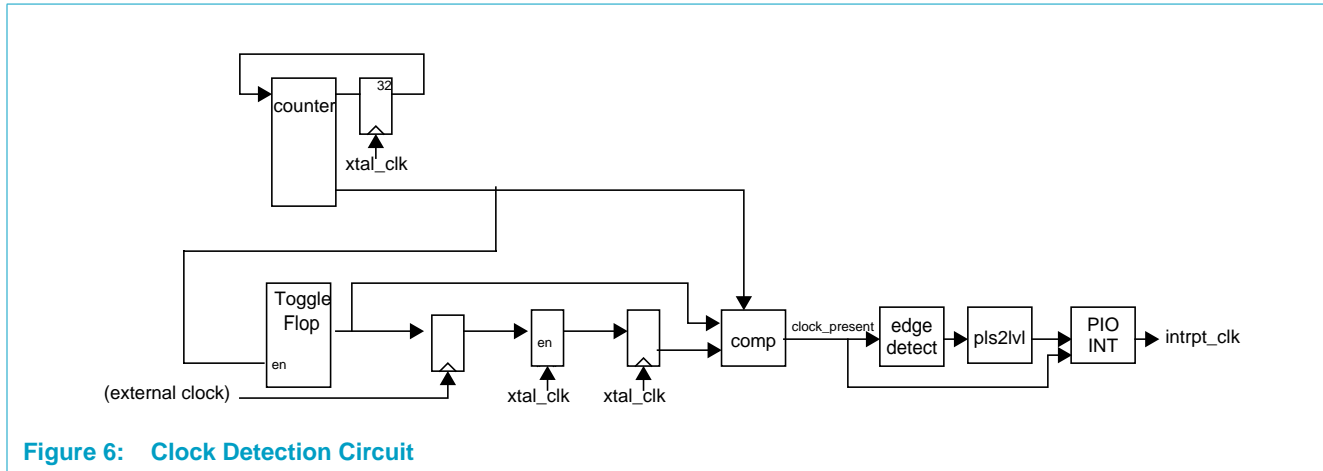 32
counter
xtal_clk
Toggle
Flop
en
(external clock)
en
xtal_clk
xtal_clk
comp
clock_present
edge
detect
pls2lvl
PIO
INT
intrpt_clk
Figure 6: Clock Detection Circuit